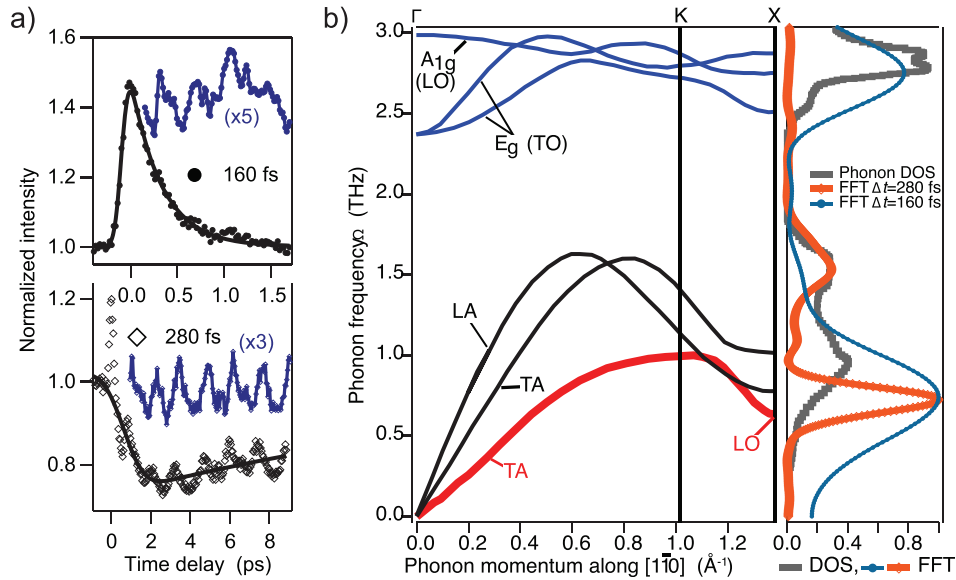 a)
Normalized intensity
1.6
1.4
1.2
1.0
(x5)
160 fs
0.0 0.5 1.0 1.5
1.2
1.0
0.8
280 fs
(x3)
0 2 4 6 8
Time delay (ps)
b)
Γ K X
Phonon frequencyΩ (THz)
3.0
2.5
2.0
1.5
1.0
0.5
0.0
A1g
(LO)
Eg (TO)
LA
TA
TA
LO
0.0 0.2 0.4 0.6 0.8 1.0 1.2
Phonon momentum along [11̅0] (Å-1)
Phonon DOS
FFT Δt=280 fs
FFT Δt=160 fs
0.0 0.4 0.8
DOS, FFT